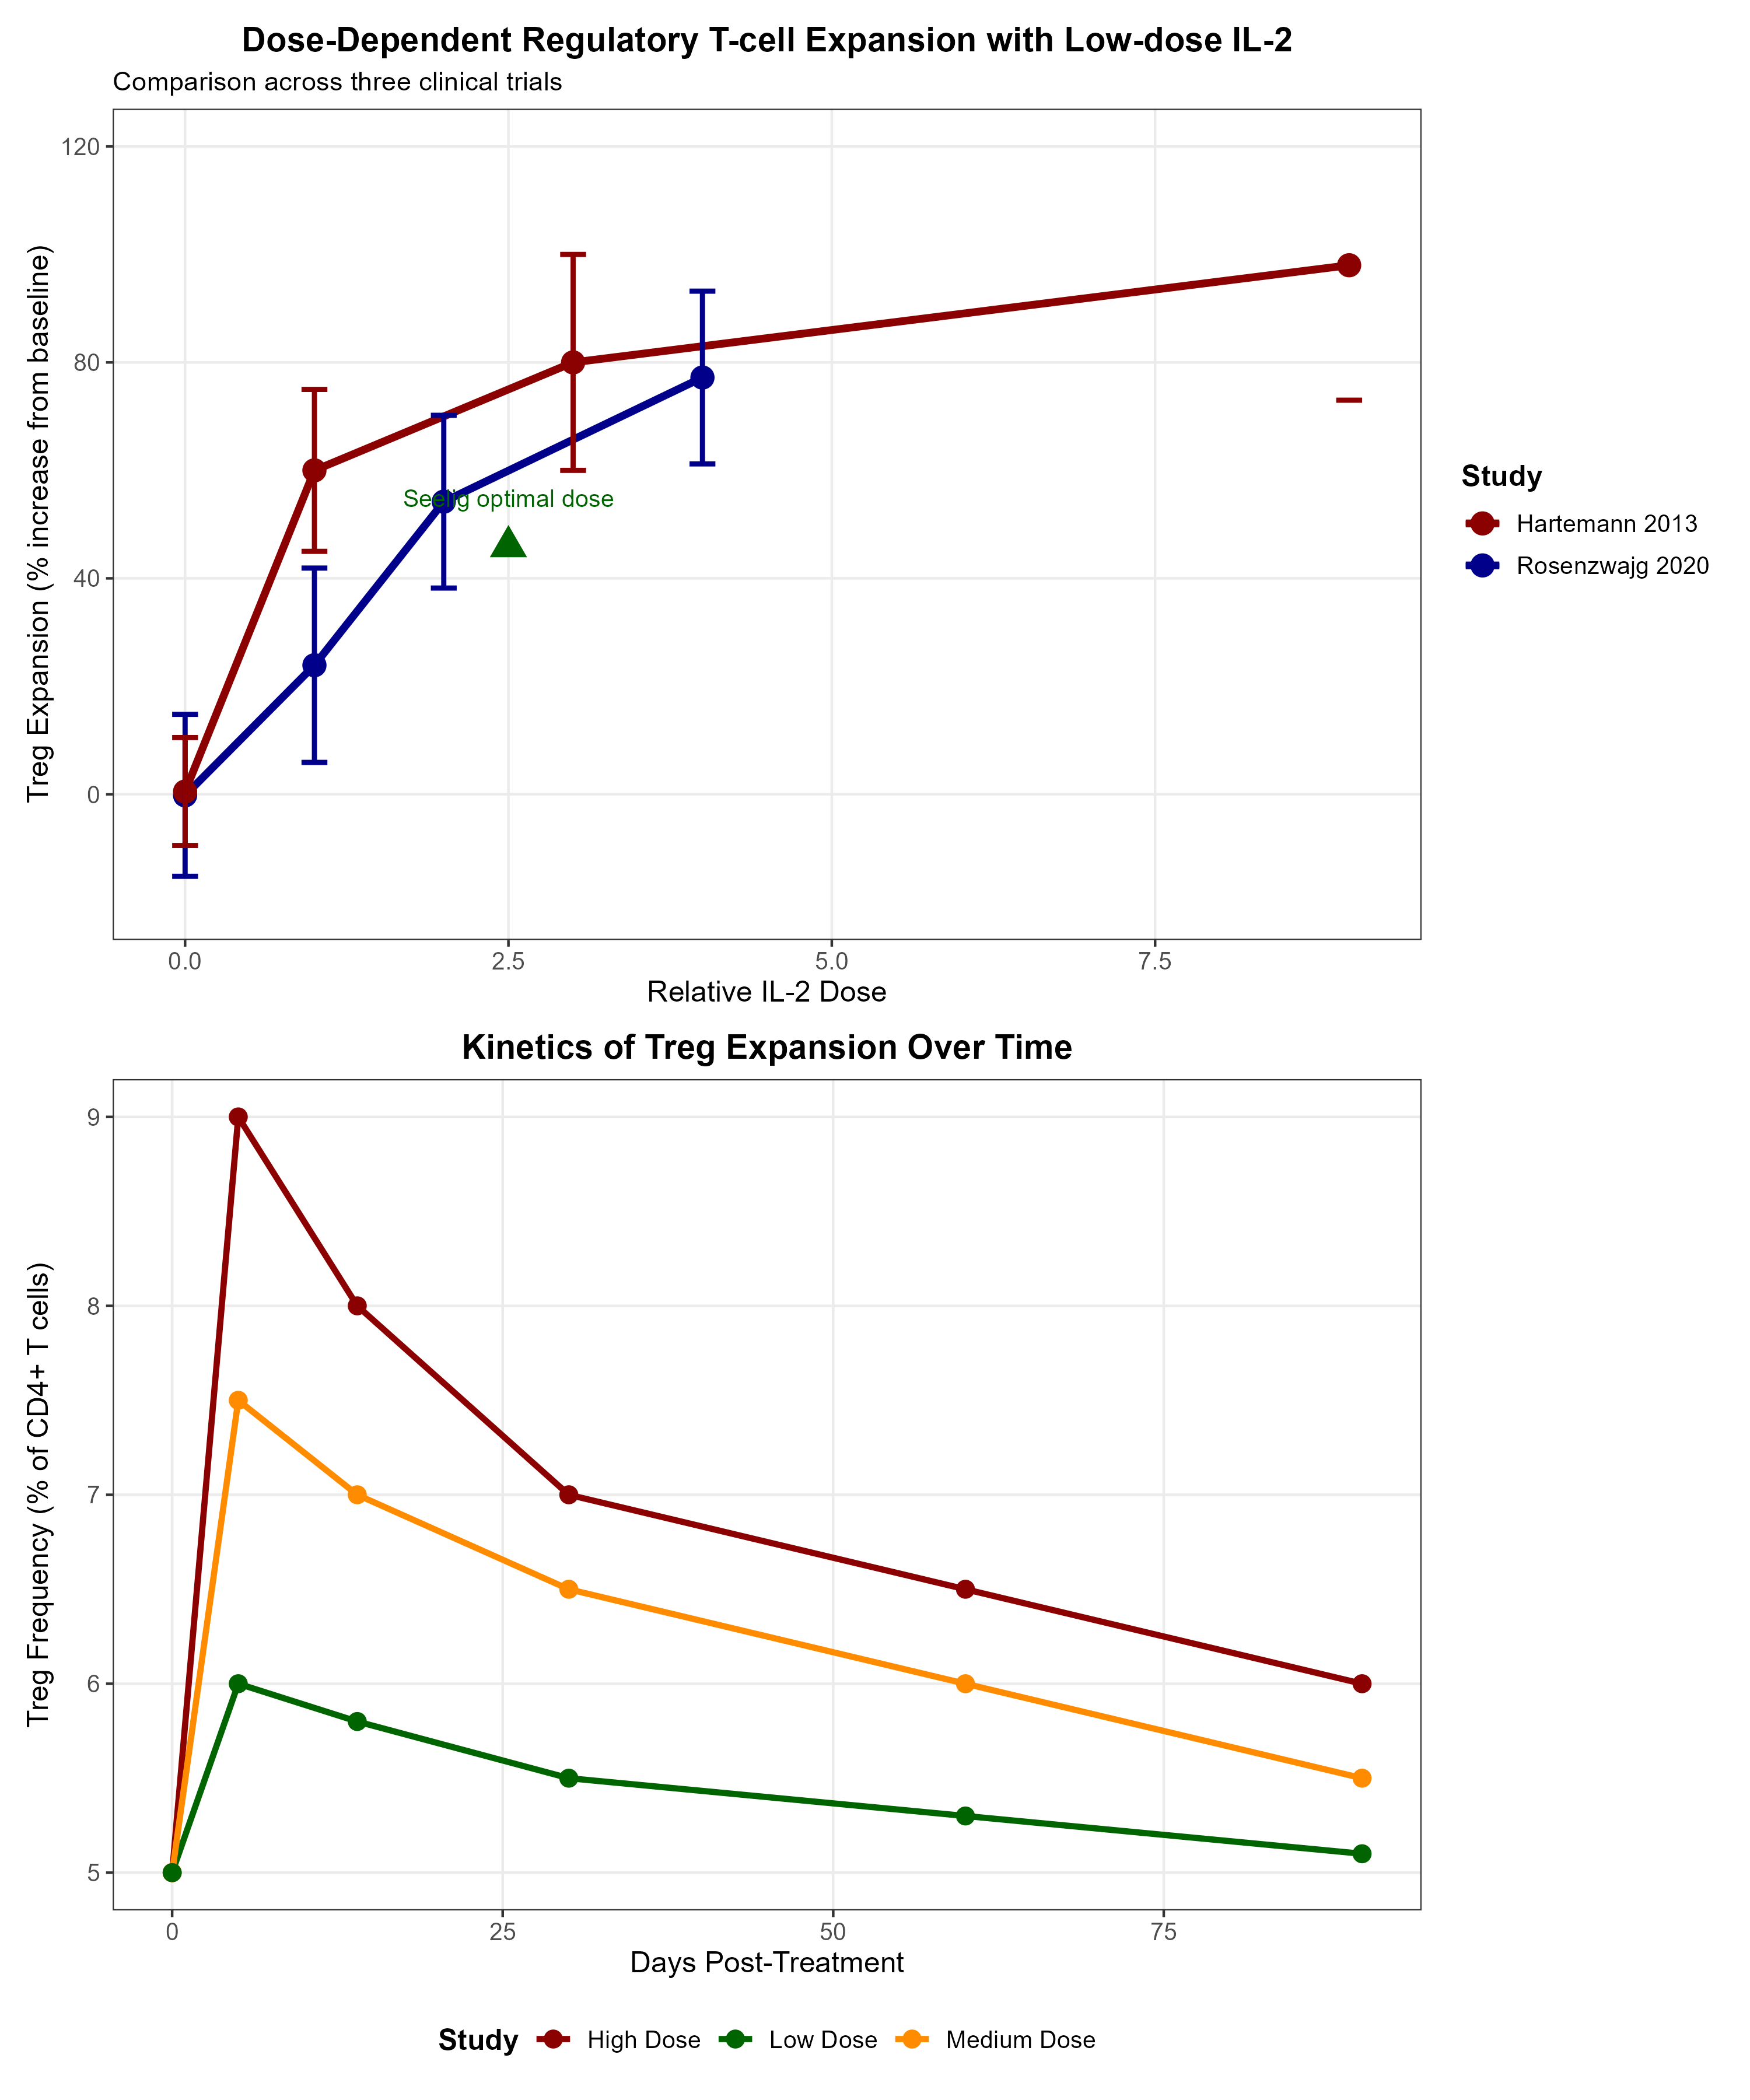 Dose-Dependent Regulatory T-cell Expansion with Low-dose IL-2
Comparison across three clinical trials
Treg Expansion (% increase from baseline)
120
80
40
0
Seelig optimal dose
0.0 2.5 5.0 7.5
Relative IL-2 Dose
Study
Hartemann 2013
Rosenzwajg 2020
Kinetics of Treg Expansion Over Time
Treg Frequency (% of CD4+ T cells)
9
8
7
6
5
0 25 50 75
Days Post-Treatment
Study High Dose Low Dose Medium Dose